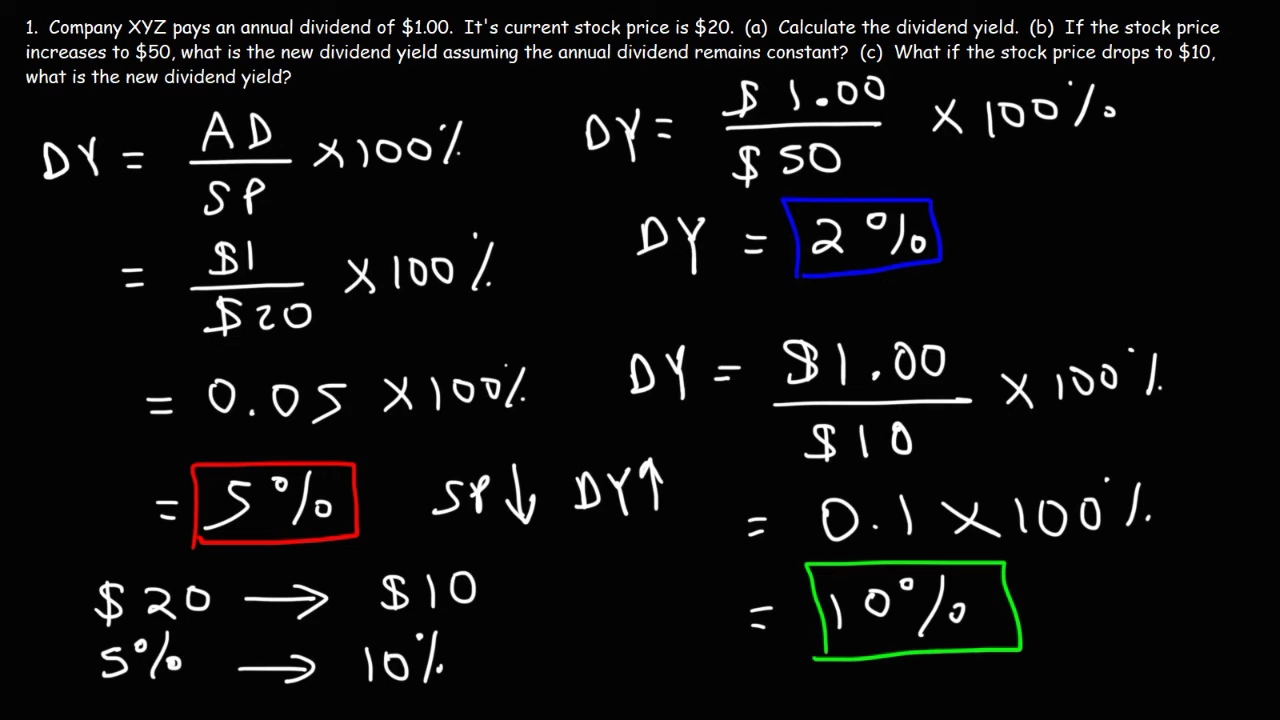 1. Company XYZ pays an annual dividend of $1.00. It's current stock price is $20. (a) Calculate the dividend yield. (b) If the stock price
increases to $50, what is the new dividend yield assuming the annual dividend remains constant? (c) What if the stock price drops to $10,
what is the new dividend yield?
DY = AD/SP × 100%
= $1/$20 × 100%
= 0.05 × 100%
= 5%
SP↓ DY↑
$20 → $10
5% → 10%
DY = $1.00/$50 × 100%
DY = 2%
DY = $1.00/$10 × 100%
= 0.1 × 100%
= 10%